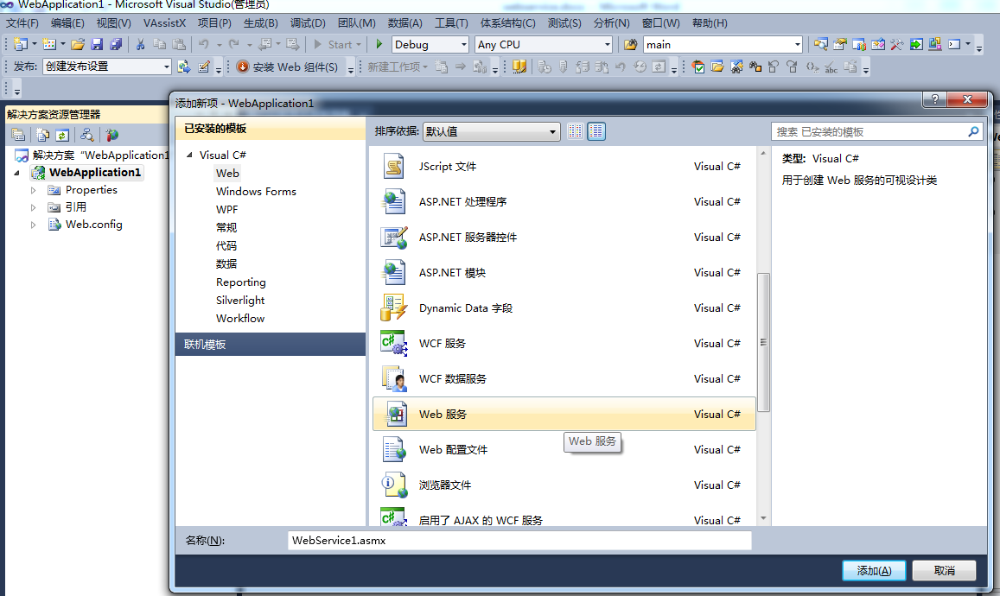 WebApplication1 - Microsoft Visual Studio(管理员)
文件(F) 编辑(E) 视图(V) VAssistX 项目(P) 生成(B) 调试(D) 团队(M) 数据(A) 工具(T) 体系结构(C) 测试(S) 分析(N) 窗口(W) 帮助(H)
Start Debug Any CPU main
发布: 创建发布设置 安装 Web 组件(S) 新建工作项
添加新项 - WebApplication1
解决方案资源管理器
解决方案 "WebApplication1
WebApplication1
Properties
引用
Web.config
已安装的模板
Visual C#
Web
Windows Forms
WPF
常规
代码
数据
Reporting
Silverlight
Workflow
联机模板
排序依据: 默认值
JScript 文件 Visual C#
ASP.NET 处理程序 Visual C#
ASP.NET 服务器控件 Visual C#
ASP.NET 模块 Visual C#
Dynamic Data 字段 Visual C#
WCF 服务 Visual C#
WCF 数据服务 Visual C#
Web 服务 Visual C#
Web 服务
Web 配置文件 Visual C#
浏览器文件 Visual C#
启用了 AJAX 的 WCF 服务 Visual C#
搜索 已安装的模板
类型: Visual C#
用于创建 Web 服务的可视设计类
名称(N): WebService1.asmx
添加(A) 取消